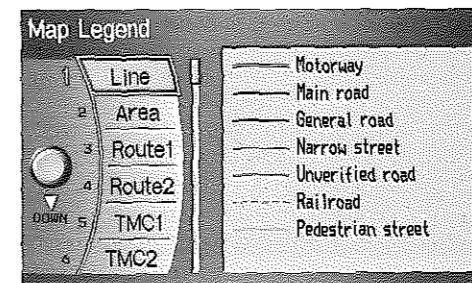 Map Legend
1 Line
2 Area
3 Route1
4 Route2
5 TMC1
6 TMC2
DOWN
Motorway
Main road
General road
Narrow street
Unverified road
Railroad
Pedestrian street